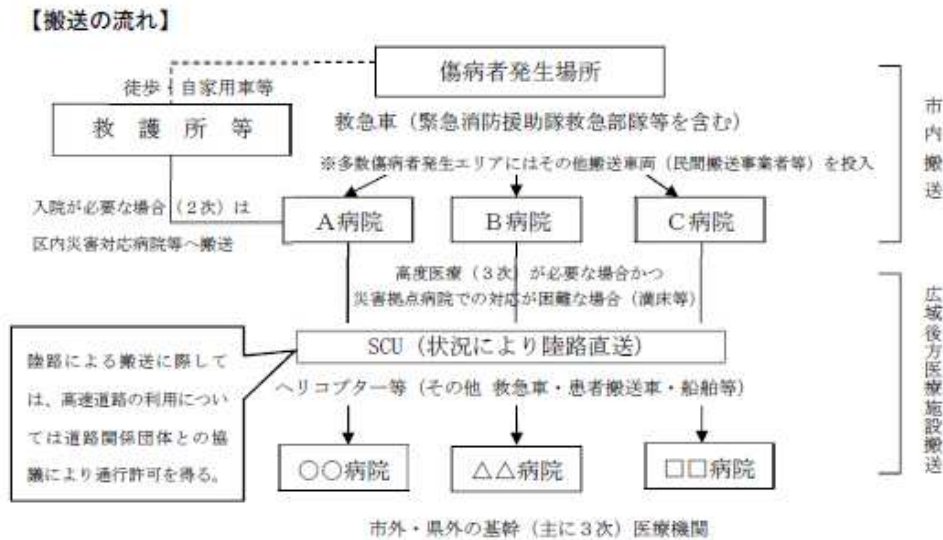 【搬送の流れ】
傷病者発生場所
徒歩・自家用車等
救護所等
救急車（緊急消防援助隊救急部隊等を含む）
※多数傷病者発生エリアにはその他搬送車両（民間搬送事業者等）を投入
市内搬送
入院が必要な場合（２次）は
区内災害対応病院等へ搬送
Ａ病院
Ｂ病院
Ｃ病院
高度医療（３次）が必要な場合かつ
災害拠点病院での対応が困難な場合（満床等）
SCU（状況により陸路直送）
陸路による搬送に際して
は、高速道路の利用につい
ては道路関係団体との協
議により通行許可を得る。
ヘリコプター等（その他 救急車・患者搬送車・船舶等）
広域後方医療施設搬送
○○病院
△△病院
□□病院
市外・県外の基幹（主に３次）医療機関